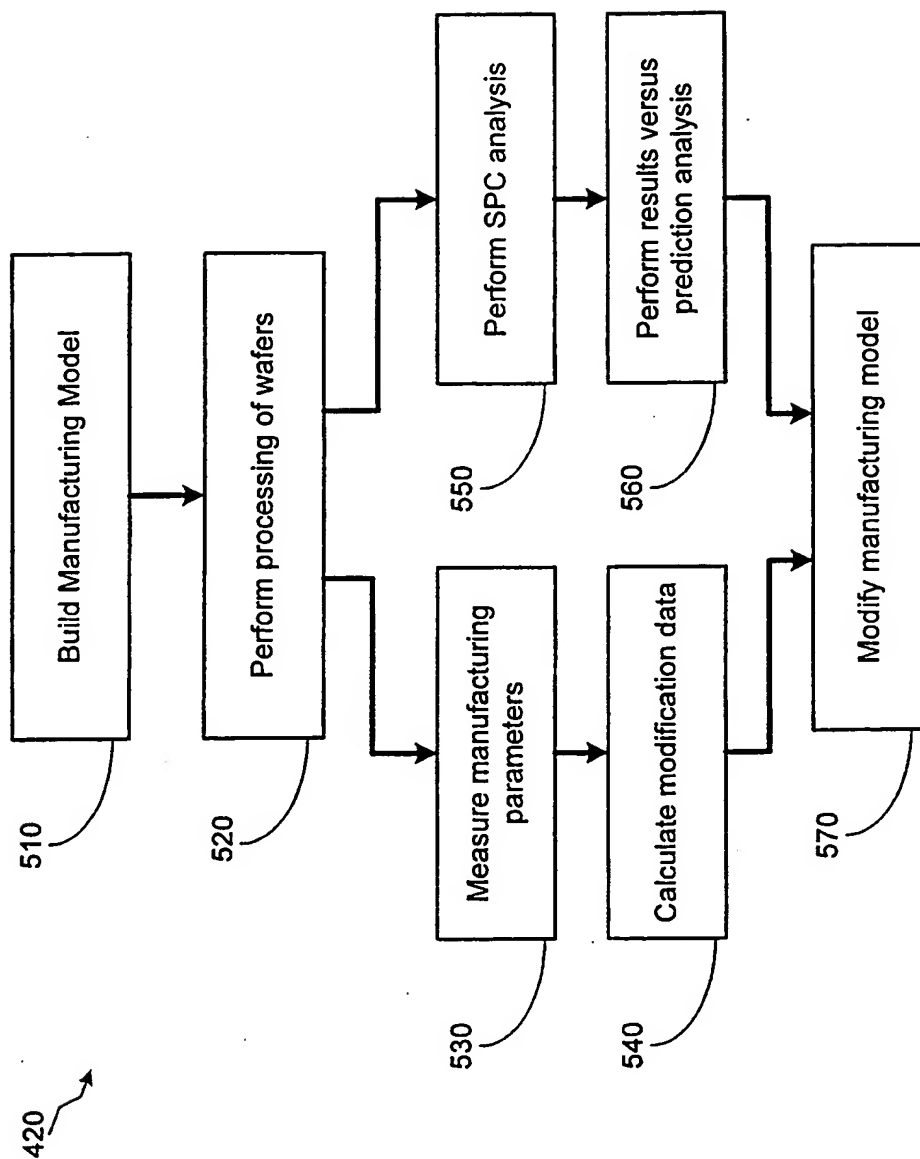 420
510
Build Manufacturing Model
520
Perform processing of wafers
530
Measure manufacturing
parameters
550
Perform SPC analysis
540
Calculate modification data
560
Perform results versus
prediction analysis
570
Modify manufacturing model